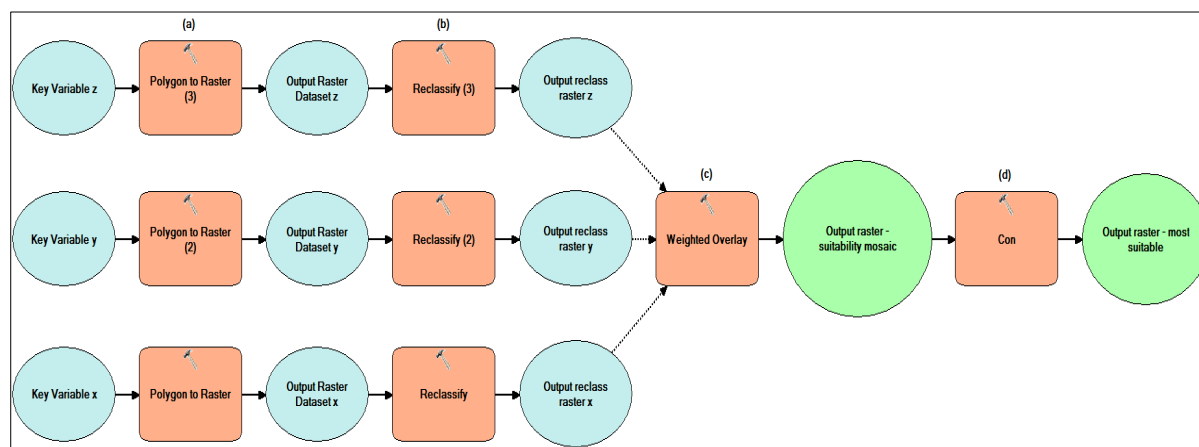 (a)
(b)
Key Variable z
Polygon to Raster
(3)
Output Raster
Dataset z
Reclassify (3)
Output reclass
raster z
(c)
(d)
Key Variable y
Polygon to Raster
(2)
Output Raster
Dataset y
Reclassify (2)
Output reclass
raster y
Weighted Overlay
Output raster -
suitability mosaic
Con
Output raster - most
suitable
Key Variable x
Polygon to Raster
Output Raster
Dataset x
Reclassify
Output reclass
raster x